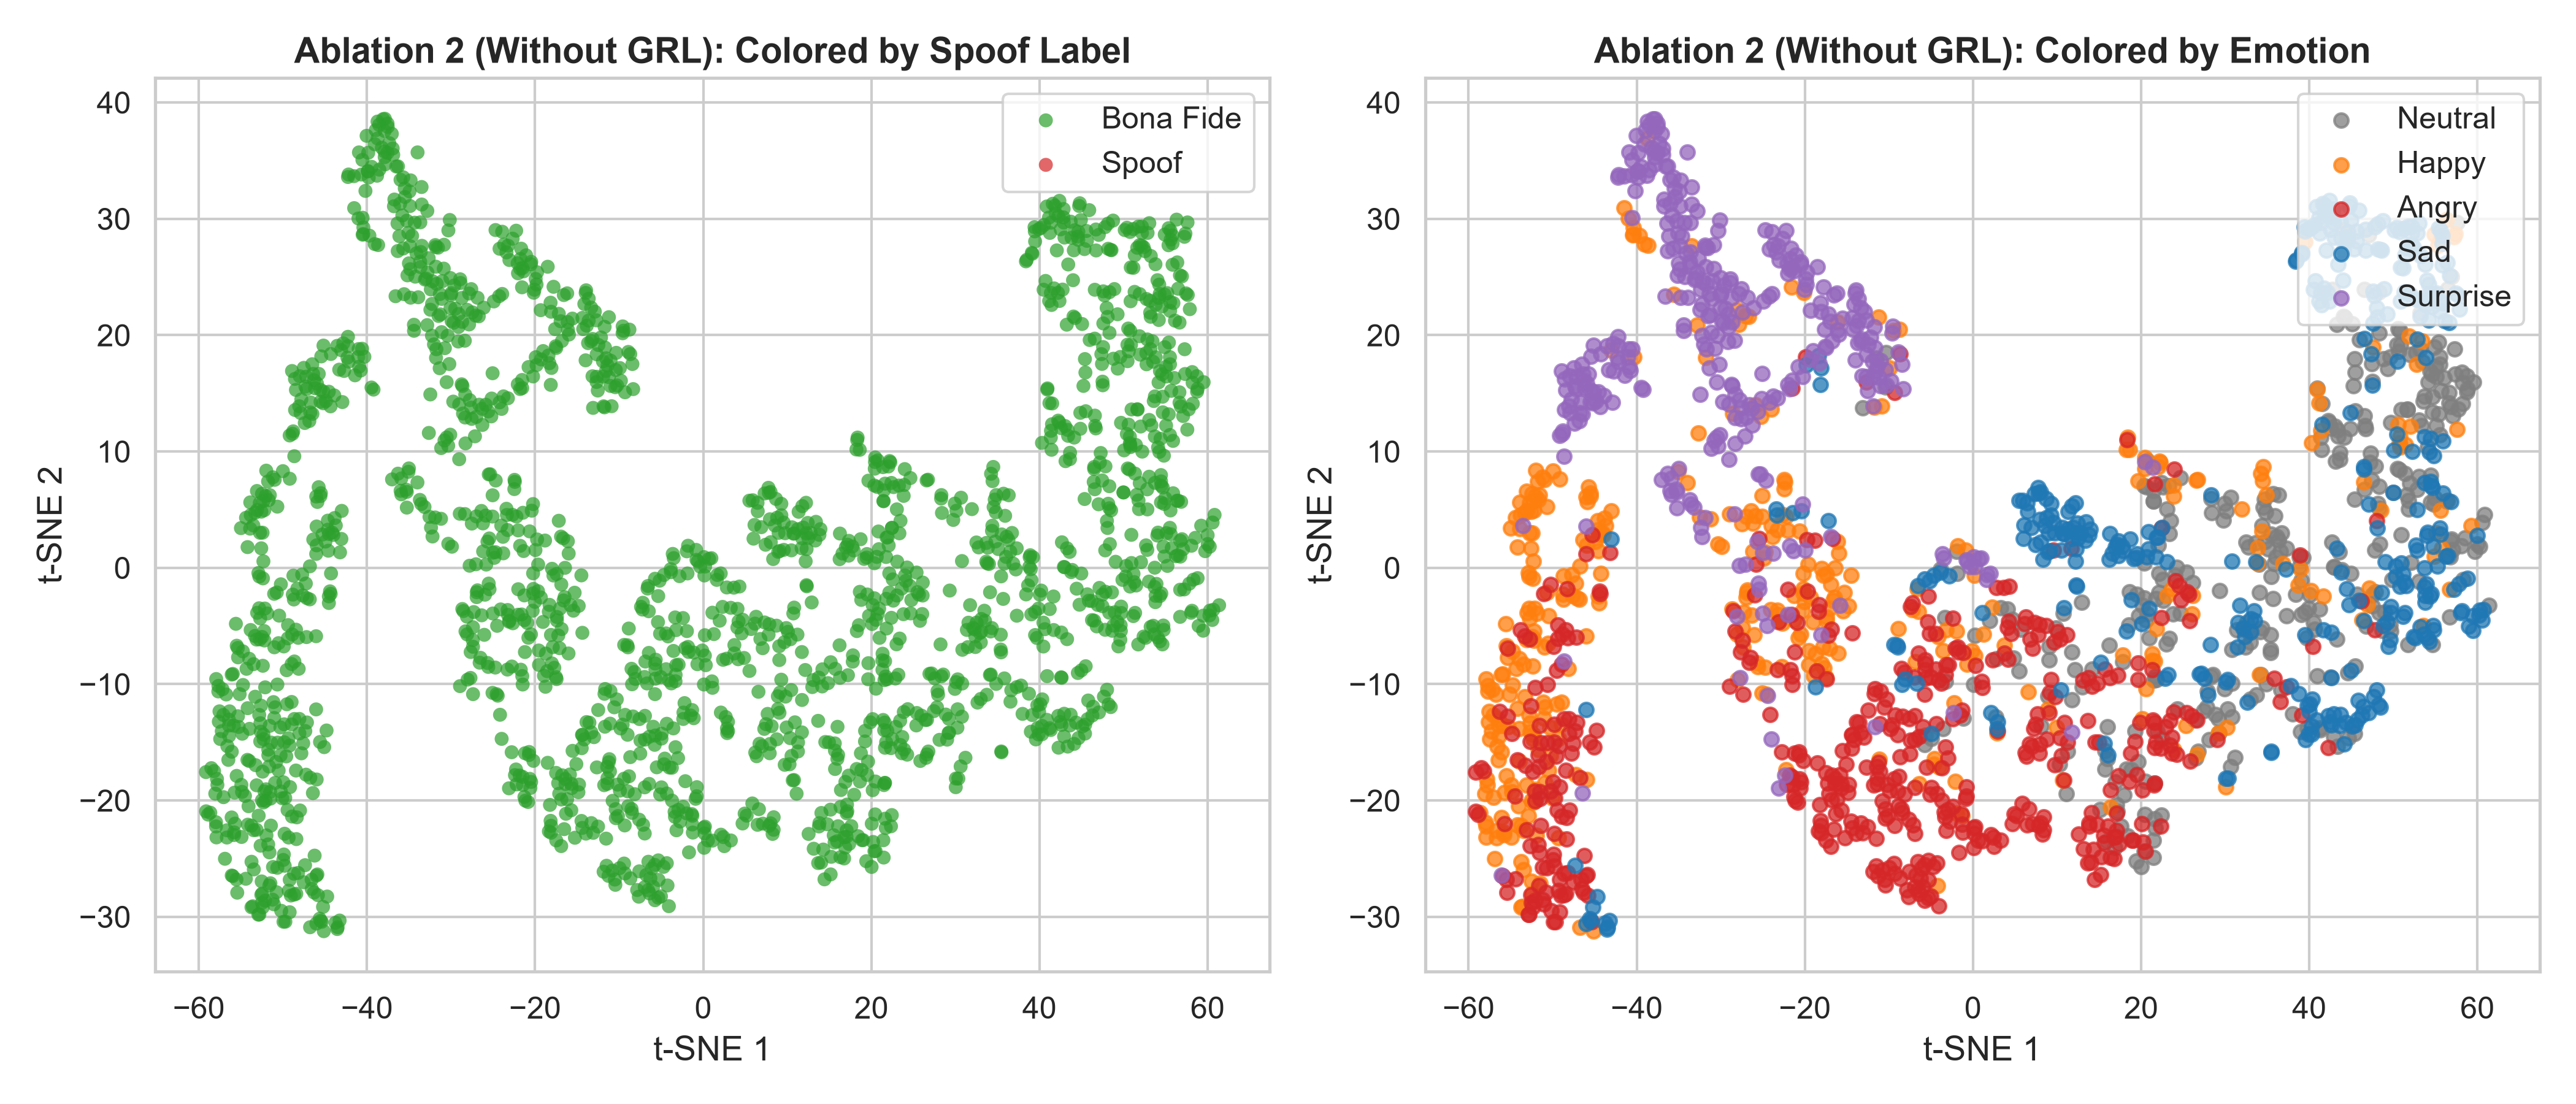 Ablation 2 (Without GRL): Colored by Spoof Label
Bona Fide
Spoof
40
30
20
10
0
−10
−20
−30
t-SNE 2
−60
−40
−20
0
20
40
60
t-SNE 1
Ablation 2 (Without GRL): Colored by Emotion
Neutral
Happy
Angry
Sad
Surprise
40
30
20
10
0
−10
−20
−30
t-SNE 2
−60
−40
−20
0
20
40
60
t-SNE 1